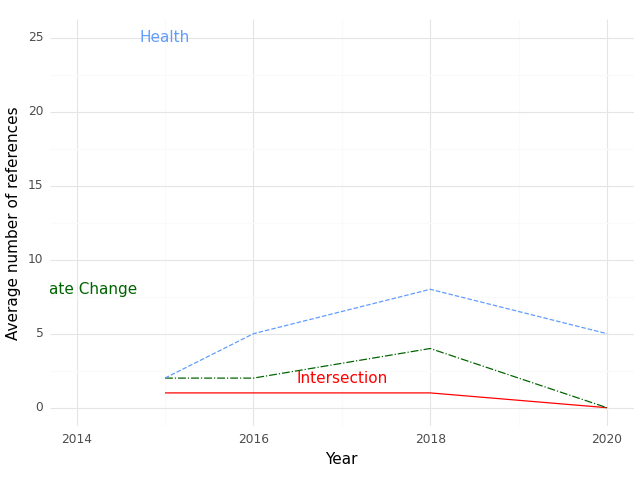 25
Health
20
15
10
ate Change
5
Intersection
0
2014
2016
2018
2020
Year
Average number of references